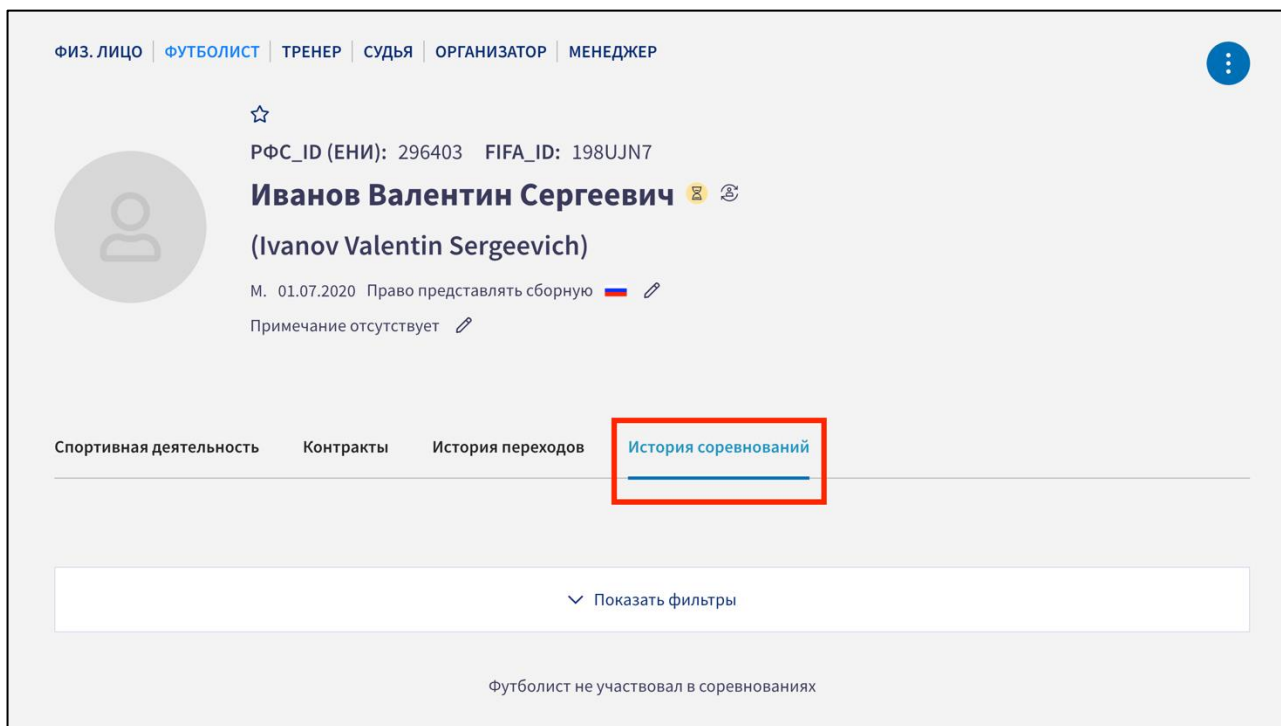 ФИЗ. ЛИЦО ФУТБОЛИСТ ТРЕНЕР СУДЬЯ ОРГАНИЗАТОР МЕНЕДЖЕР
РФС_ID (ЕНИ): 296403 FIFA_ID: 198UJN7
Иванов Валентин Сергеевич
(Ivanov Valentin Sergeevich)
М. 01.07.2020 Право представлять сборную
Примечание отсутствует
Спортивная деятельность Контракты История переходов История соревнований
Показать фильтры
Футболист не участвовал в соревнованиях